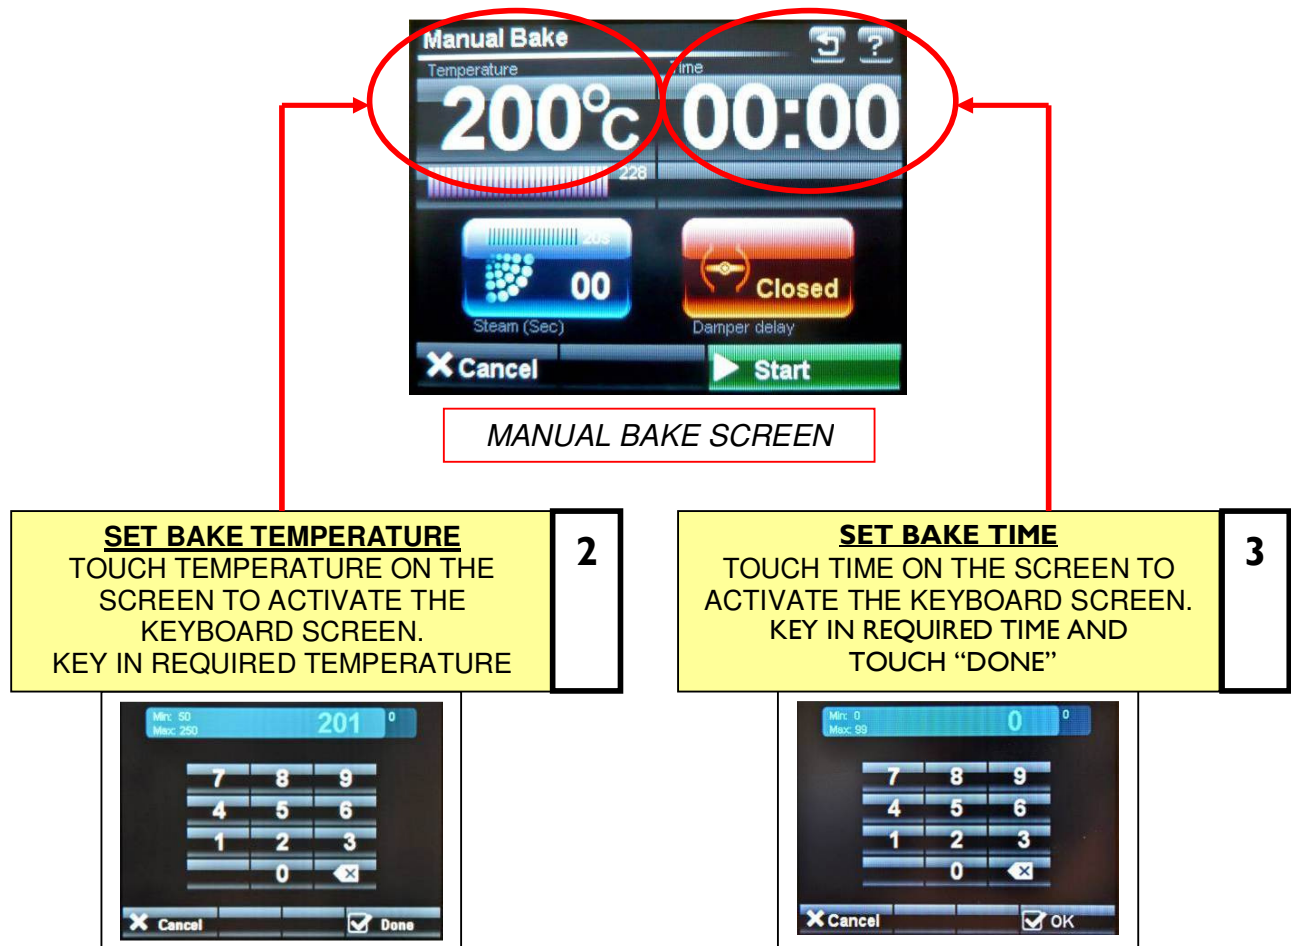 Manual Bake
?
Temperature
Time
200°C
00:00
228
20s
00
Closed
Steam (Sec)
Damper delay
Cancel
Start
MANUAL BAKE SCREEN
SET BAKE TEMPERATURE
TOUCH TEMPERATURE ON THE
SCREEN TO ACTIVATE THE
KEYBOARD SCREEN.
KEY IN REQUIRED TEMPERATURE
2
SET BAKE TIME
TOUCH TIME ON THE SCREEN TO
ACTIVATE THE KEYBOARD SCREEN.
KEY IN REQUIRED TIME AND
TOUCH “DONE”
3
Min: 50
Max: 250
201
0
7 8 9
4 5 6
1 2 3
0
Cancel
Done
Min: 0
Max: 99
0
0
7 8 9
4 5 6
1 2 3
0
Cancel
OK